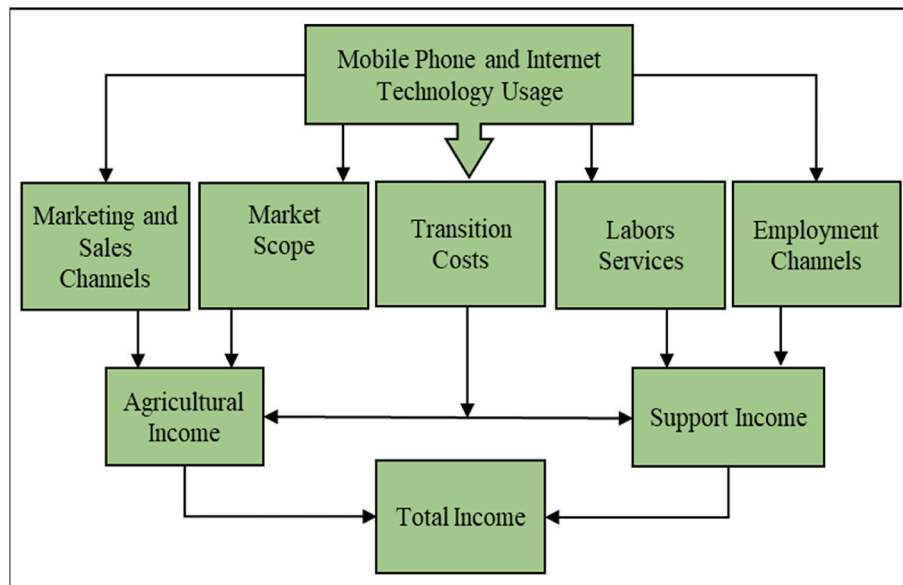 Mobile Phone and Internet
Technology Usage
Marketing and
Sales
Channels
Market
Scope
Transition
Costs
Labors
Services
Employment
Channels
Agricultural
Income
Support Income
Total Income